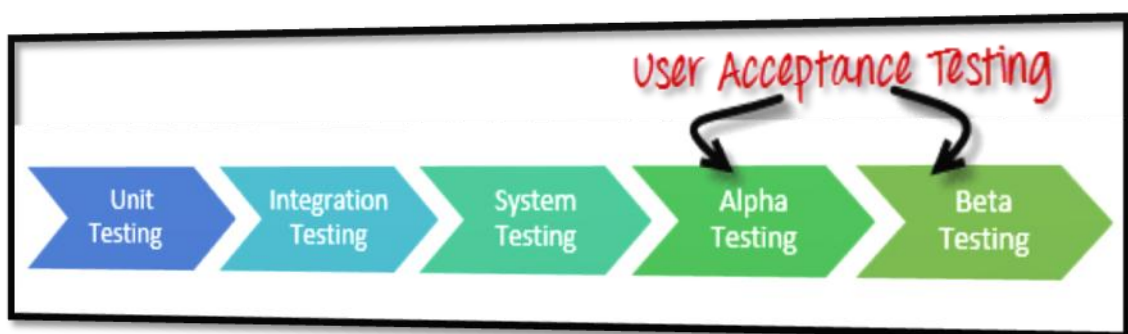 User Acceptance Testing
Unit
Testing
Integration
Testing
System
Testing
Alpha
Testing
Beta
Testing